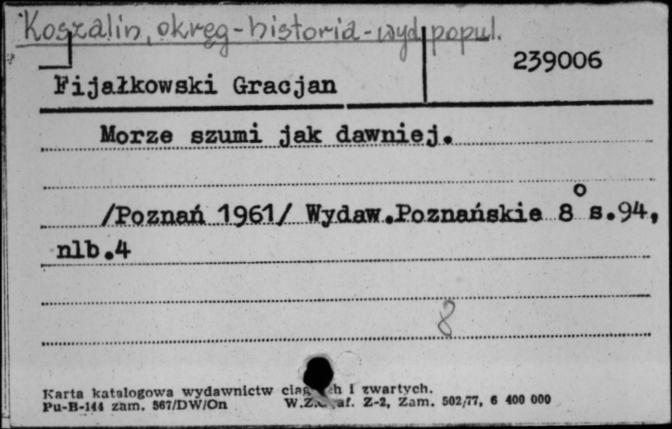 Koszalin, okręg - historia - wyd. popul.
239006
Fijałkowski Gracjan
Morze szumi jak dawniej.
/Poznań 1961/ Wydaw.Poznańskie 8° s.94,
nlb.4
8
Karta katalogowa wydawnictw i zwartych.
Pu-B-144 zam. 567/DW/On W.Z. af. Z-2, Zam. 502/77, 6 400 000